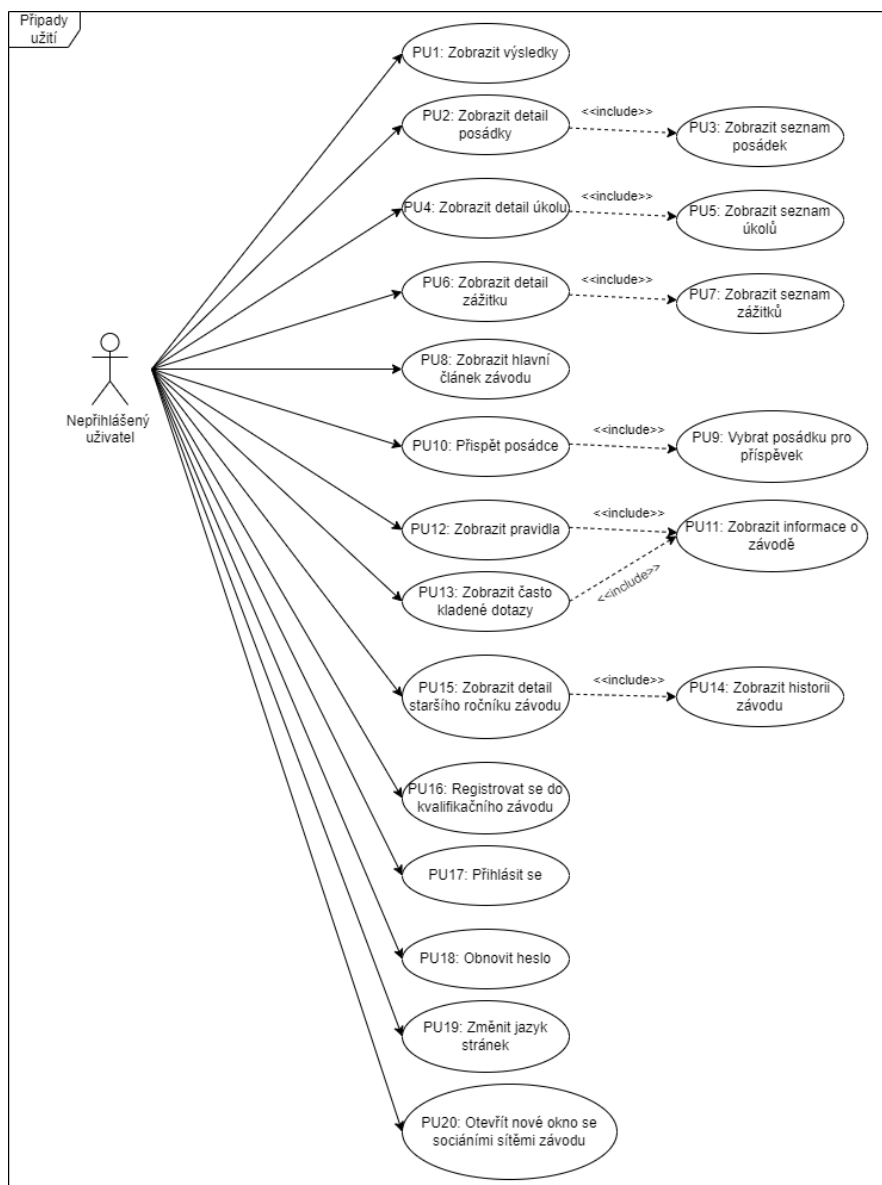 Připady
užití
PU1: Zobrazit výsledky
PU2: Zobrazit detail
posádky
<<include>>
PU3: Zobrazit seznam
posádek
PU4: Zobrazit detail úkolu
<<include>>
PU5: Zobrazit seznam
úkolů
PU6: Zobrazit detail
zážitku
<<include>>
PU7: Zobrazit seznam
zážitků
Nepřihlášený
uživatel
PU8: Zobrazit hlavní
článek závodu
PU10: Přispět posádce
<<include>>
PU9: Vybrat posádku pro
příspěvek
PU12: Zobrazit pravidla
<<include>>
PU11: Zobrazit informace o
závodě
PU13: Zobrazit často
kladené dotazy
<<include>>
PU15: Zobrazit detail
staršího ročníku závodu
<<include>>
PU14: Zobrazit historii
závodu
PU16: Registrovat se do
kvalifikačního závodu
PU17: Přihlásit se
PU18: Obnovit heslo
PU19: Změnit jazyk
stránek
PU20: Otevřít nové okno se
sociáními sítěmi závodu